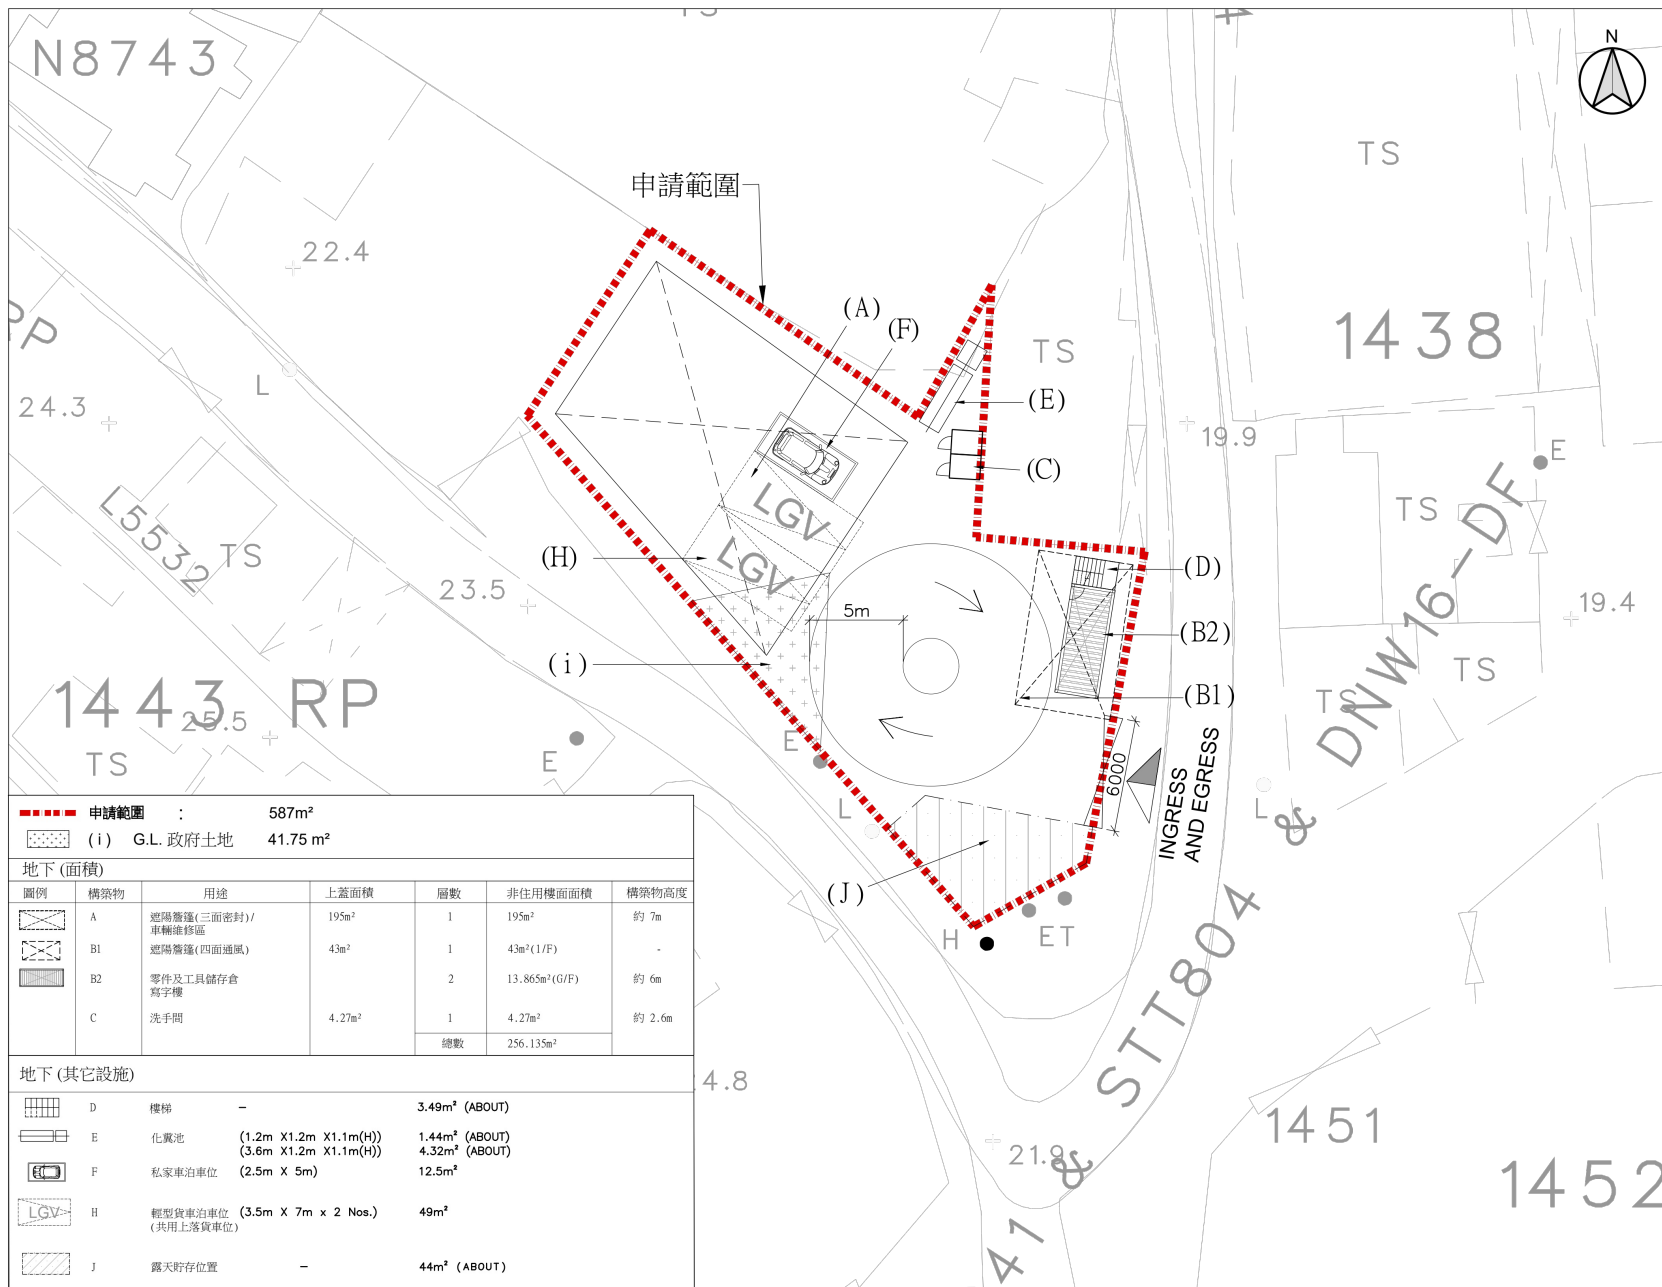 TS
N8743
N
TS
申請範圍
22.4
(A)
(F)
1438
RP
TS
L
24.3
(E)
19.9
E
(C)
LGV
L5532
TS
TS
LGV
(H)
(D)
DNW16-DF
23.5
5m
19.4
(B2)
(i)
TS
1443 RP
25.5
(B1)
TS
TS
E
E
6000
INGRESS
AND EGRESS
L
L
&
(J)
H
ET
STT804
申請範圍 : 587m²
(i) G.L. 政府土地 41.75 m²
地下 (面積)
圖例 構築物 用途 上蓋面積 層數 非住用樓面面積 構築物高度
A 遮陽簷篷(三面密封)/ 195m² 1 195m² 約 7m
車輛維修區
B1 遮陽簷篷(四面通風) 43m² 1 43m²(1/F) -
B2 零件及工具儲存倉 2 13.865m²(G/F) 約 6m
寫字樓
C 洗手間 4.27m² 1 4.27m² 約 2.6m
總數 256.135m²
地下 (其它設施)
D 樓梯 - 3.49m² (ABOUT)
E 化糞池 (1.2m X1.2m X1.1m(H)) 1.44m² (ABOUT)
(3.6m X1.2m X1.1m(H)) 4.32m² (ABOUT)
F 私家車泊車位 (2.5m X 5m) 12.5m²
LGV H 輕型貨車泊車位 (3.5m X 7m x 2 Nos.) 49m²
(共用上落貨車位)
J 露天貯存位置 - 44m² (ABOUT)
4.8
21.9
&
1451
1452
41